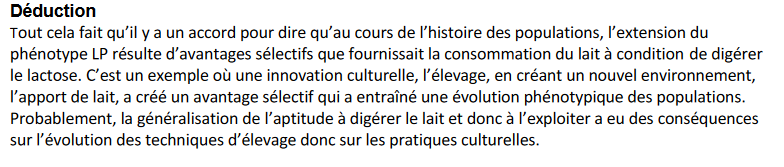 Déduction
Tout cela fait qu’il y a un accord pour dire qu’au cours de l’histoire des populations, l’extension du
phénotype LP résulte d’avantages sélectifs que fournissait la consommation du lait à condition de digérer
le lactose. C’est un exemple où une innovation culturelle, l’élevage, en créant un nouvel environnement,
l’apport de lait, a créé un avantage sélectif qui a entraîné une évolution phénotypique des populations.
Probablement, la généralisation de l’aptitude à digérer le lait et donc à l’exploiter a eu des conséquences
sur l’évolution des techniques d’élevage donc sur les pratiques culturelles.